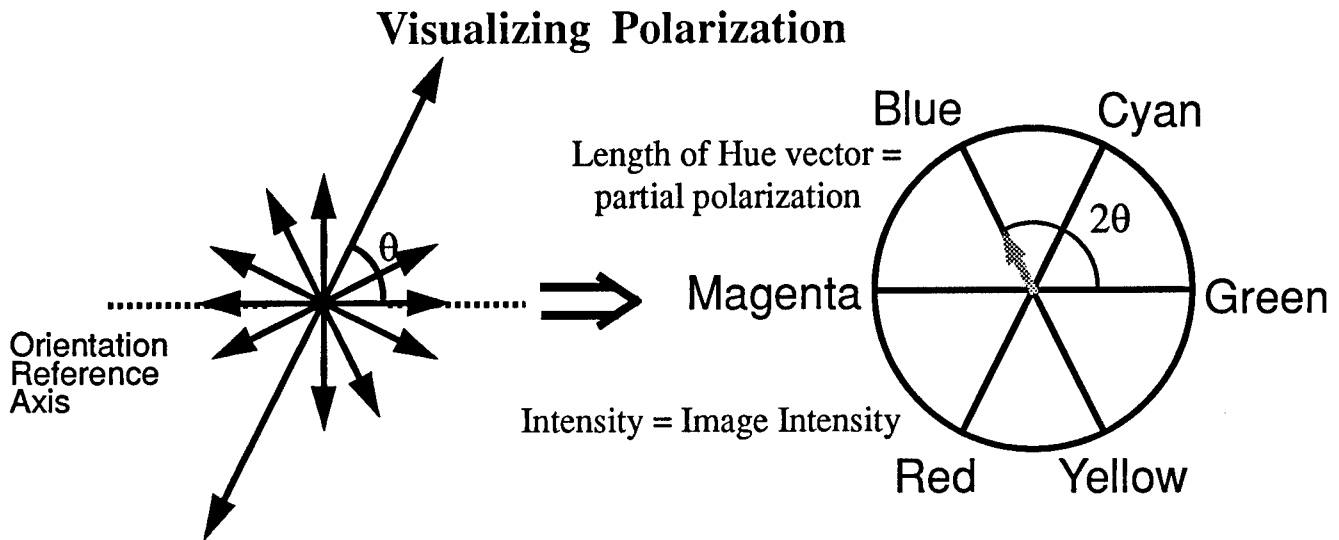 Visualizing Polarization
θ
Orientation
Reference
Axis
Length of Hue vector =
partial polarization
Intensity = Image Intensity
Blue
Cyan
2θ
Magenta
Green
Red
Yellow